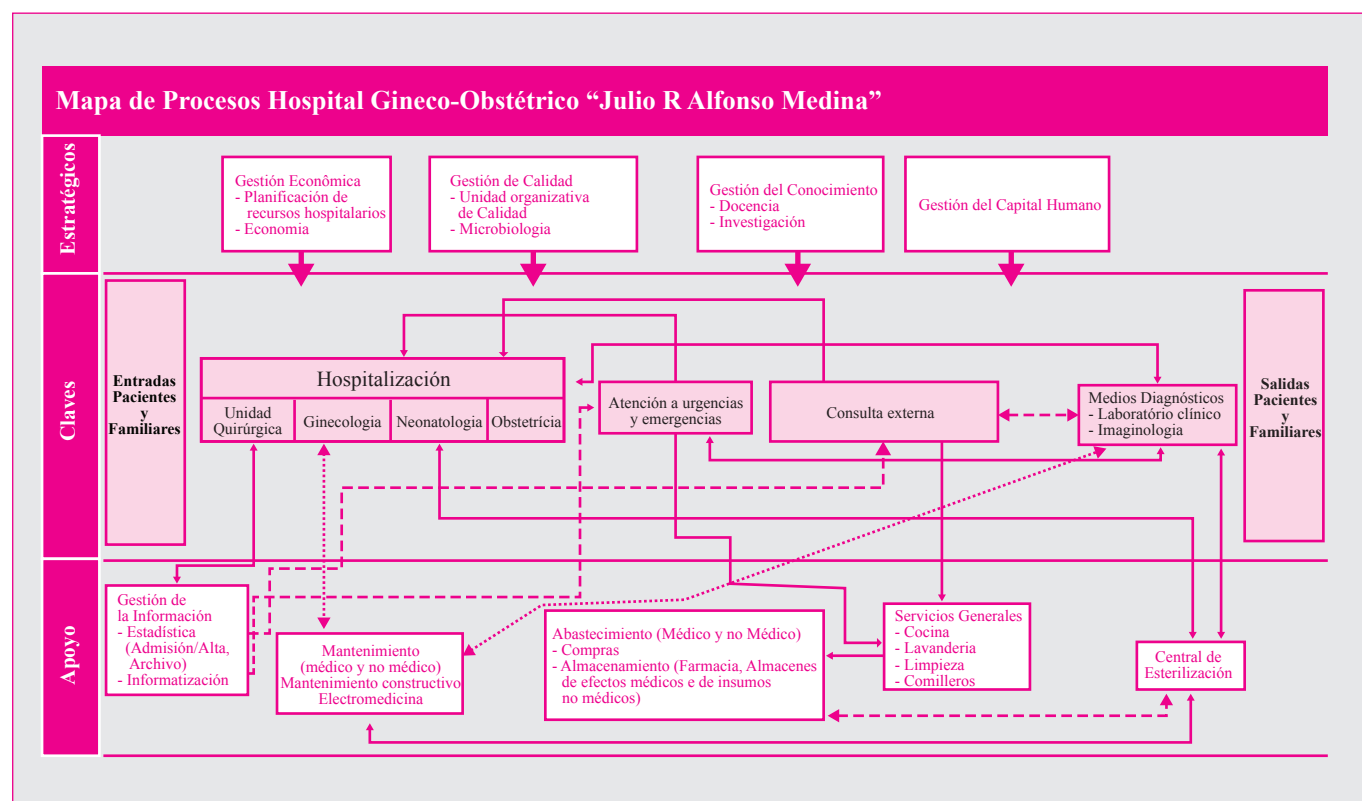 Mapa de Procesos Hospital Gineco-Obstétrico “Julio R Alfonso Medina”
Estratégicos
Gestión Econômica
- Planificación de
recursos hospitalarios
- Economia
Gestión de Calidad
- Unidad organizativa
de Calidad
- Microbiologia
Gestión del Conocimiento
- Docencia
- Investigación
Gestión del Capital Humano
Claves
Entradas
Pacientes
y
Familiares
Hospitalización
Unidad
Quirúrgica
Ginecologia
Neonatologia
Obstetrícia
Atención a urgencias
y emergencias
Consulta externa
Medios Diagnósticos
- Laboratório clínico
- Imaginologia
Salidas
Pacientes
y
Familiares
Apoyo
Gestión de
la Información
- Estadística
(Admisión/Alta,
Archivo)
- Informatización
Mantenimiento
(médico y no médico)
Mantenimiento constructivo
Electromedicina
Abastecimiento (Médico y no Médico)
- Compras
- Almacenamiento (Farmacia, Almacenes
de efectos médicos e de insumos
no médicos)
Servicios Generales
- Cocina
- Lavanderia
- Limpieza
- Comilleros
Central de
Esterilización